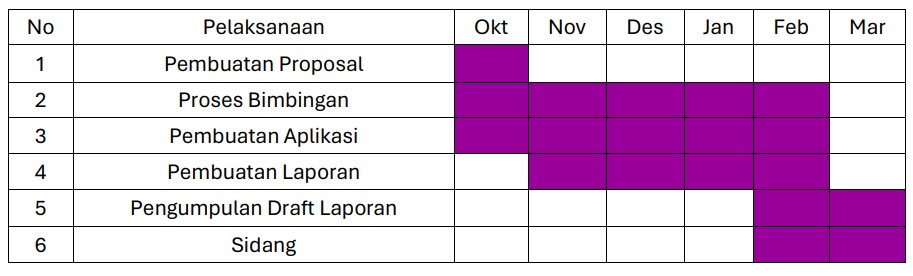 No Pelaksanaan Okt Nov Des Jan Feb Mar
1 Pembuatan Proposal
2 Proses Bimbingan
3 Pembuatan Aplikasi
4 Pembuatan Laporan
5 Pengumpulan Draft Laporan
6 Sidang